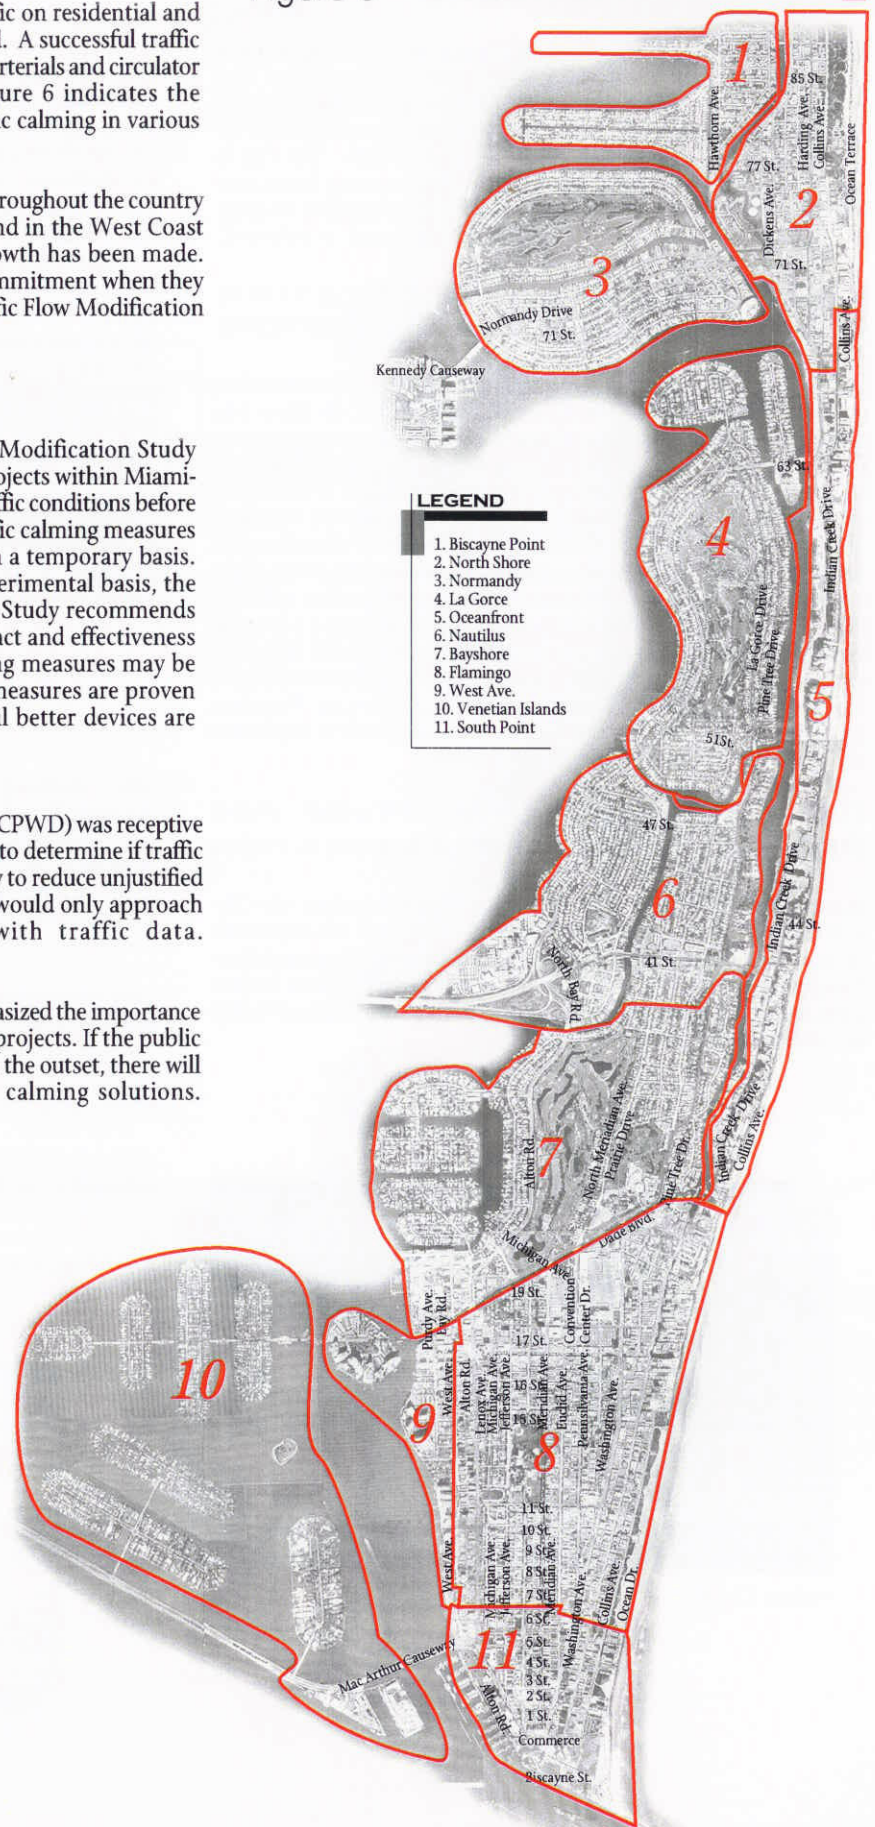 fic on residential and
. A successful traffic
rterials and circulator
ure 6 indicates the
ic calming in various
roughout the country
nd in the West Coast
owth has been made.
mmitment when they
fic Flow Modification
Modification Study
ojects within Miami-
ffic conditions before
fic calming measures
a temporary basis.
erimental basis, the
Study recommends
act and effectiveness
ng measures may be
measures are proven
il better devices are
CPWD) was receptive
to determine if traffic
y to reduce unjustified
would only approach
with traffic data.
asized the importance
projects. If the public
the outset, there will
calming solutions.
1
85 St.
Hawthorn Ave.
Harding Ave.
Collins Ave.
Ocean Terrace
77 St.
2
Dickens Ave.
71 St.
3
Normandy Drive
71 St.
Collins Ave.
Kennedy Causeway
63 St.
LEGEND
1. Biscayne Point
2. North Shore
3. Normandy
4. La Gorce
5. Oceanfront
6. Nautilus
7. Bayshore
8. Flamingo
9. West Ave.
10. Venetian Islands
11. South Point
4
Indian Creek Drive
La Gorce Drive
Pine Tree Drive
5
51St.
47 St.
6
Indian Creek Drive
44 St.
41 St.
North Bay Rd.
7
Alton Rd.
North Meridian Ave.
Prairie Drive
Pine Tree Dr.
Indian Creek Drive
Collins Ave.
Dade Blvd.
Michigan Ave.
19 St.
Convention
Center Dr.
Purdy Ave.
Bay Rd.
17 St.
10
West Ave.
Alton Rd.
Lenox Ave.
Michigan Ave.
Jefferson Ave.
16 St.
15 St.
Meridian Ave.
Euclid Ave.
Pennsylvania Ave.
Washington Ave.
9
8
11 St.
10 St.
9 St.
8 St.
7 St.
West Ave.
Michigan Ave.
Jefferson Ave.
Meridian Ave.
Washington Ave.
Collins Ave.
Ocean Dr.
6 St.
11
5 St.
4 St.
3 St.
2 St.
1 St.
Mac Arthur Causeway
Alton Rd.
Commerce
Biscayne St.